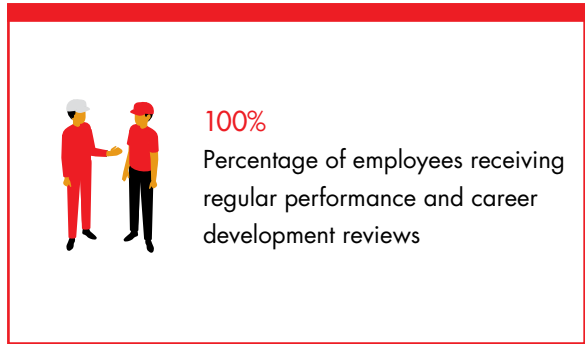 100%
Percentage of employees receiving
regular performance and career
development reviews